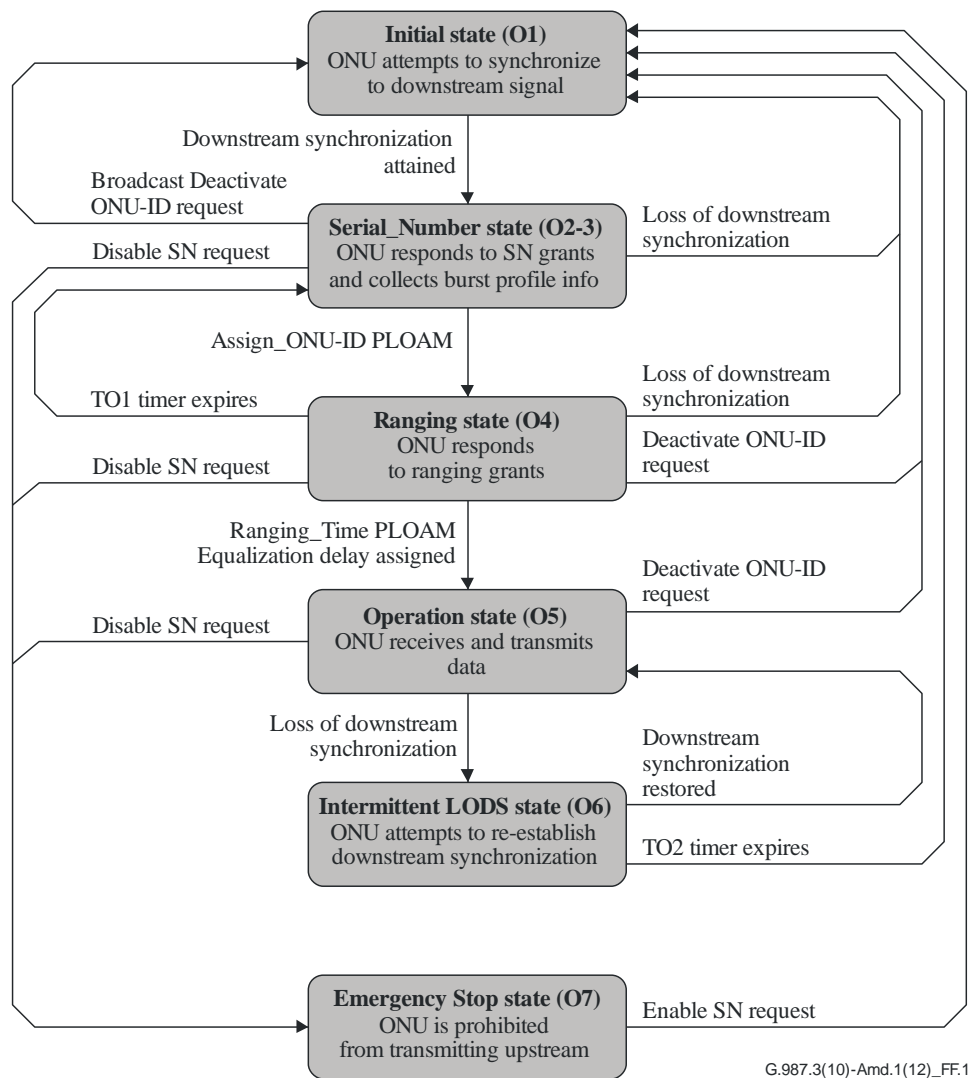 Initial state (O1)
ONU attempts to synchronize
to downstream signal
Downstream synchronization
attained
Broadcast Deactivate
ONU-ID request
Serial_Number state (O2-3)
ONU responds to SN grants
and collects burst profile info
Loss of downstream
synchronization
Disable SN request
Assign_ONU-ID PLOAM
TO1 timer expires
Loss of downstream
synchronization
Ranging state (O4)
ONU responds
to ranging grants
Deactivate ONU-ID
request
Disable SN request
Ranging_Time PLOAM
Equalization delay assigned
Deactivate ONU-ID
request
Operation state (O5)
ONU receives and transmits
data
Disable SN request
Loss of downstream
synchronization
Downstream
synchronization
restored
Intermittent LODS state (O6)
ONU attempts to re-establish
downstream synchronization
TO2 timer expires
Emergency Stop state (O7)
ONU is prohibited
from transmitting upstream
Enable SN request
G.987.3(10)-Amd.1(12)_FF.1